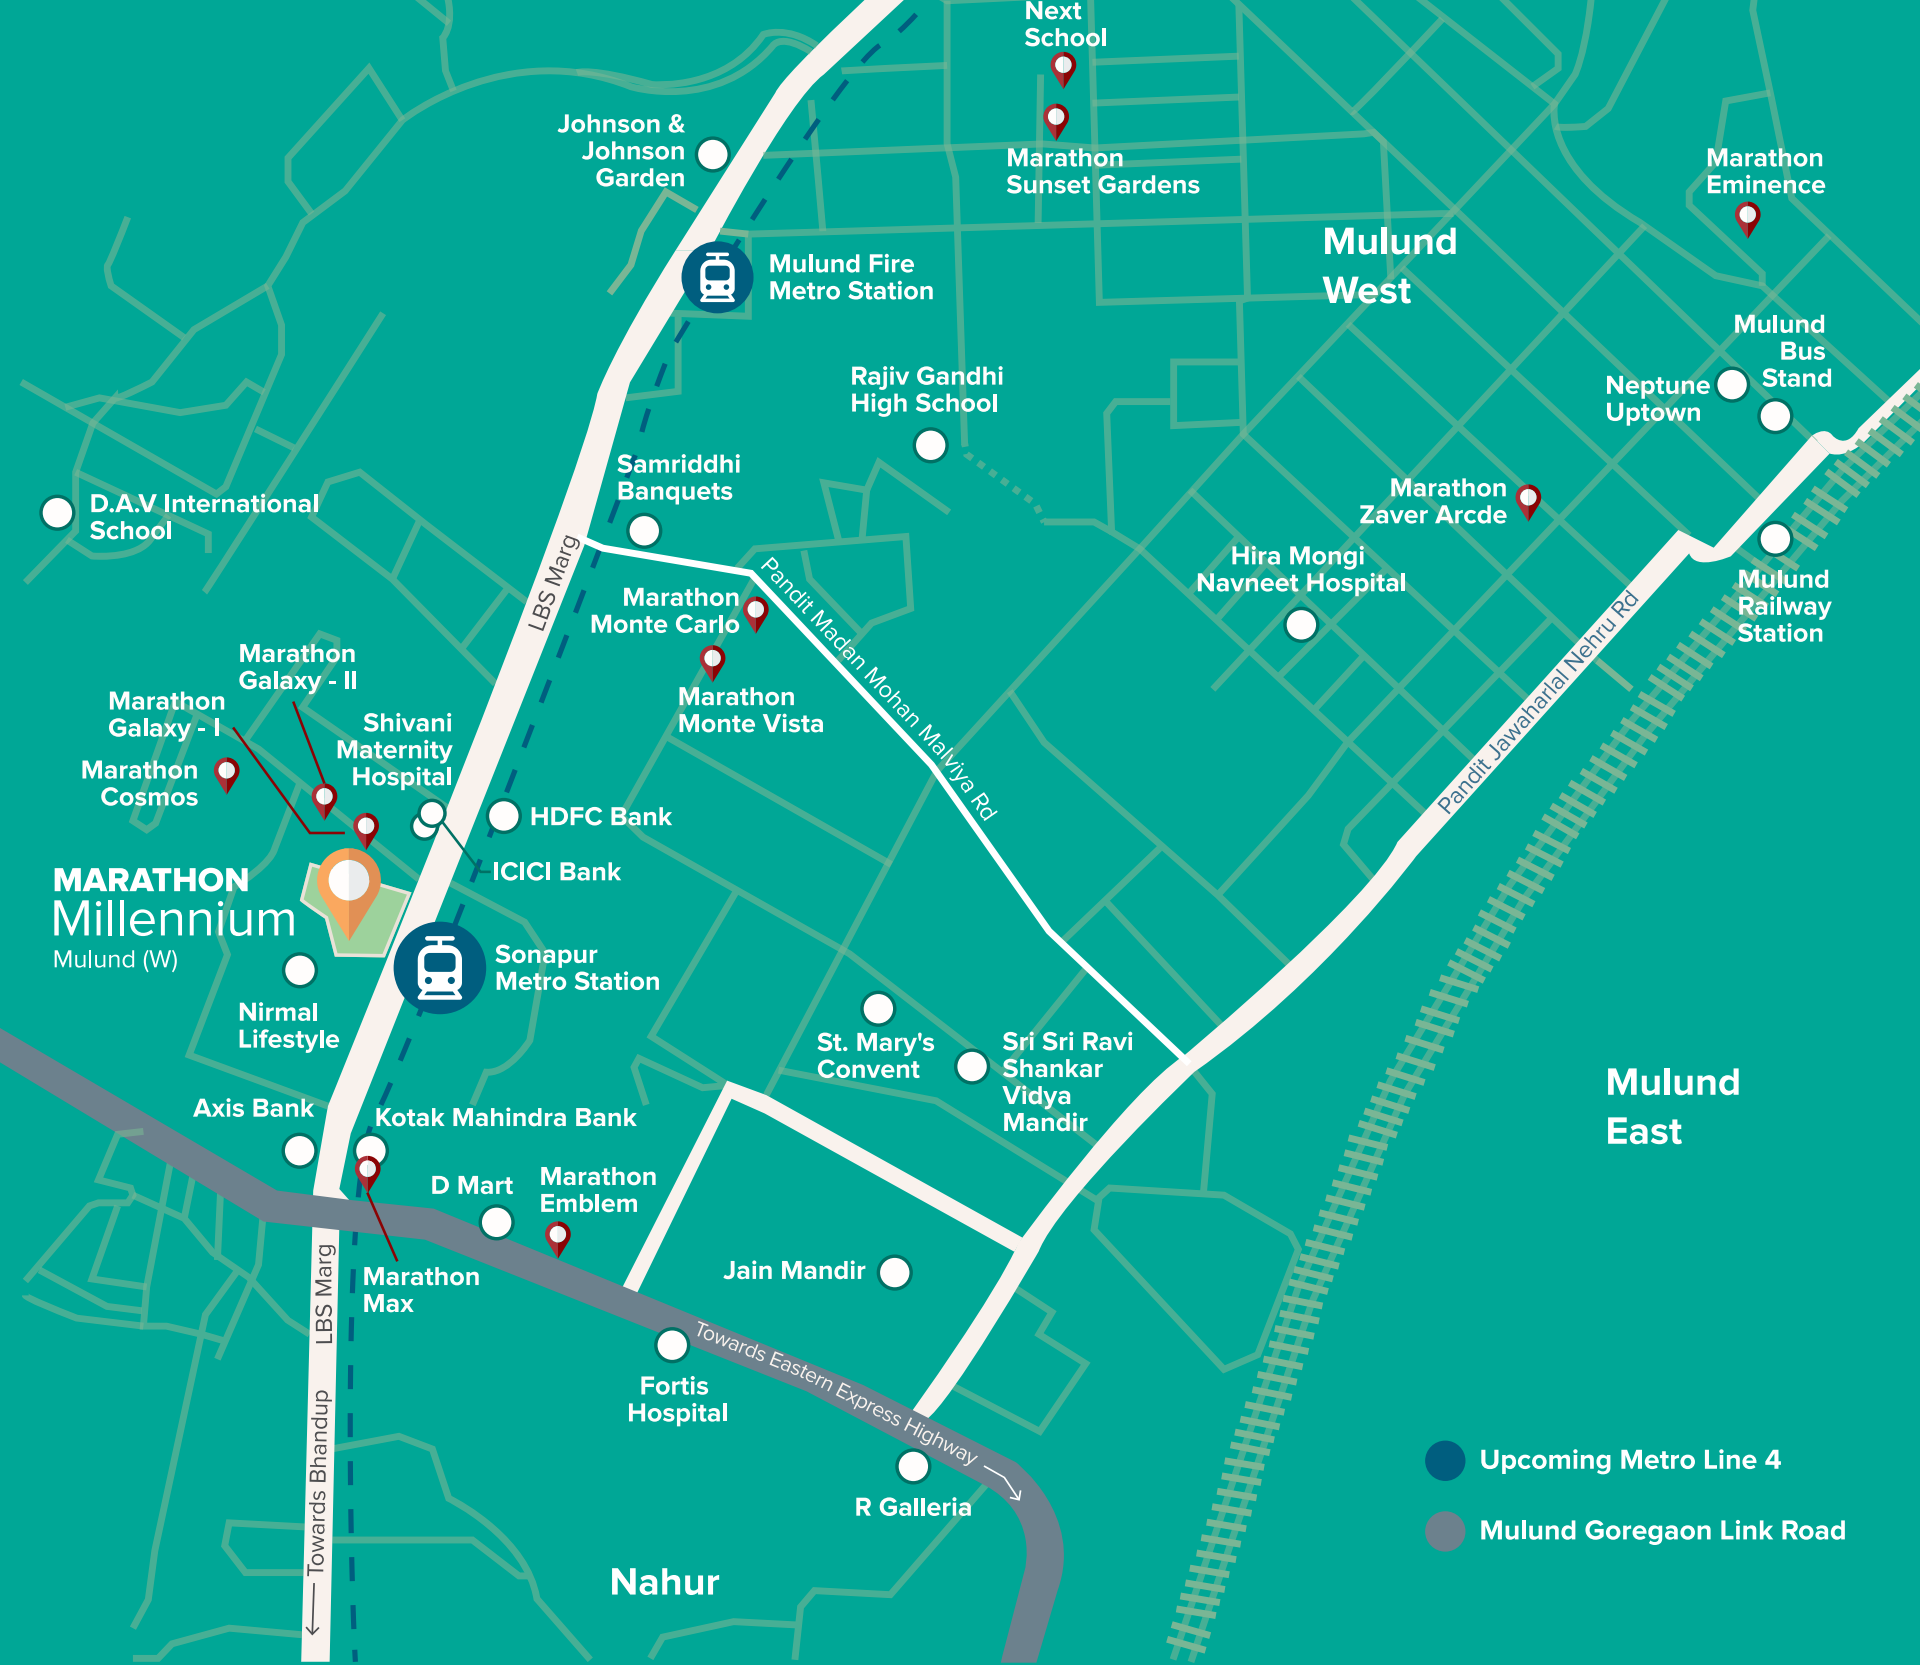 Next
School
Johnson &
Johnson
Garden
Marathon
Sunset Gardens
Marathon
Eminence
Mulund
West
Mulund Fire
Metro Station
Mulund
Bus
Stand
Neptune
Uptown
Rajiv Gandhi
High School
Samriddhi
Banquets
D.A.V International
School
Marathon
Zaver Arcde
Hira Mongi
Navneet Hospital
Mulund
Railway
Station
LBS Marg
Pandit Madan Mohan Malviya Rd
Pandit Jawaharlal Nehru Rd
Marathon
Monte Carlo
Marathon
Monte Vista
Marathon
Galaxy - II
Marathon
Galaxy - I
Shivani
Maternity
Hospital
Marathon
Cosmos
HDFC Bank
ICICI Bank
MARATHON
Millennium
Mulund (W)
Sonapur
Metro Station
Nirmal
Lifestyle
St. Mary's
Convent
Sri Sri Ravi
Shankar
Vidya
Mandir
Mulund
East
Axis Bank
Kotak Mahindra Bank
D Mart
Marathon
Emblem
Marathon
Max
LBS Marg
Jain Mandir
Towards Eastern Express Highway
Fortis
Hospital
Towards Bhandup
R Galleria
Nahur
Upcoming Metro Line 4
Mulund Goregaon Link Road